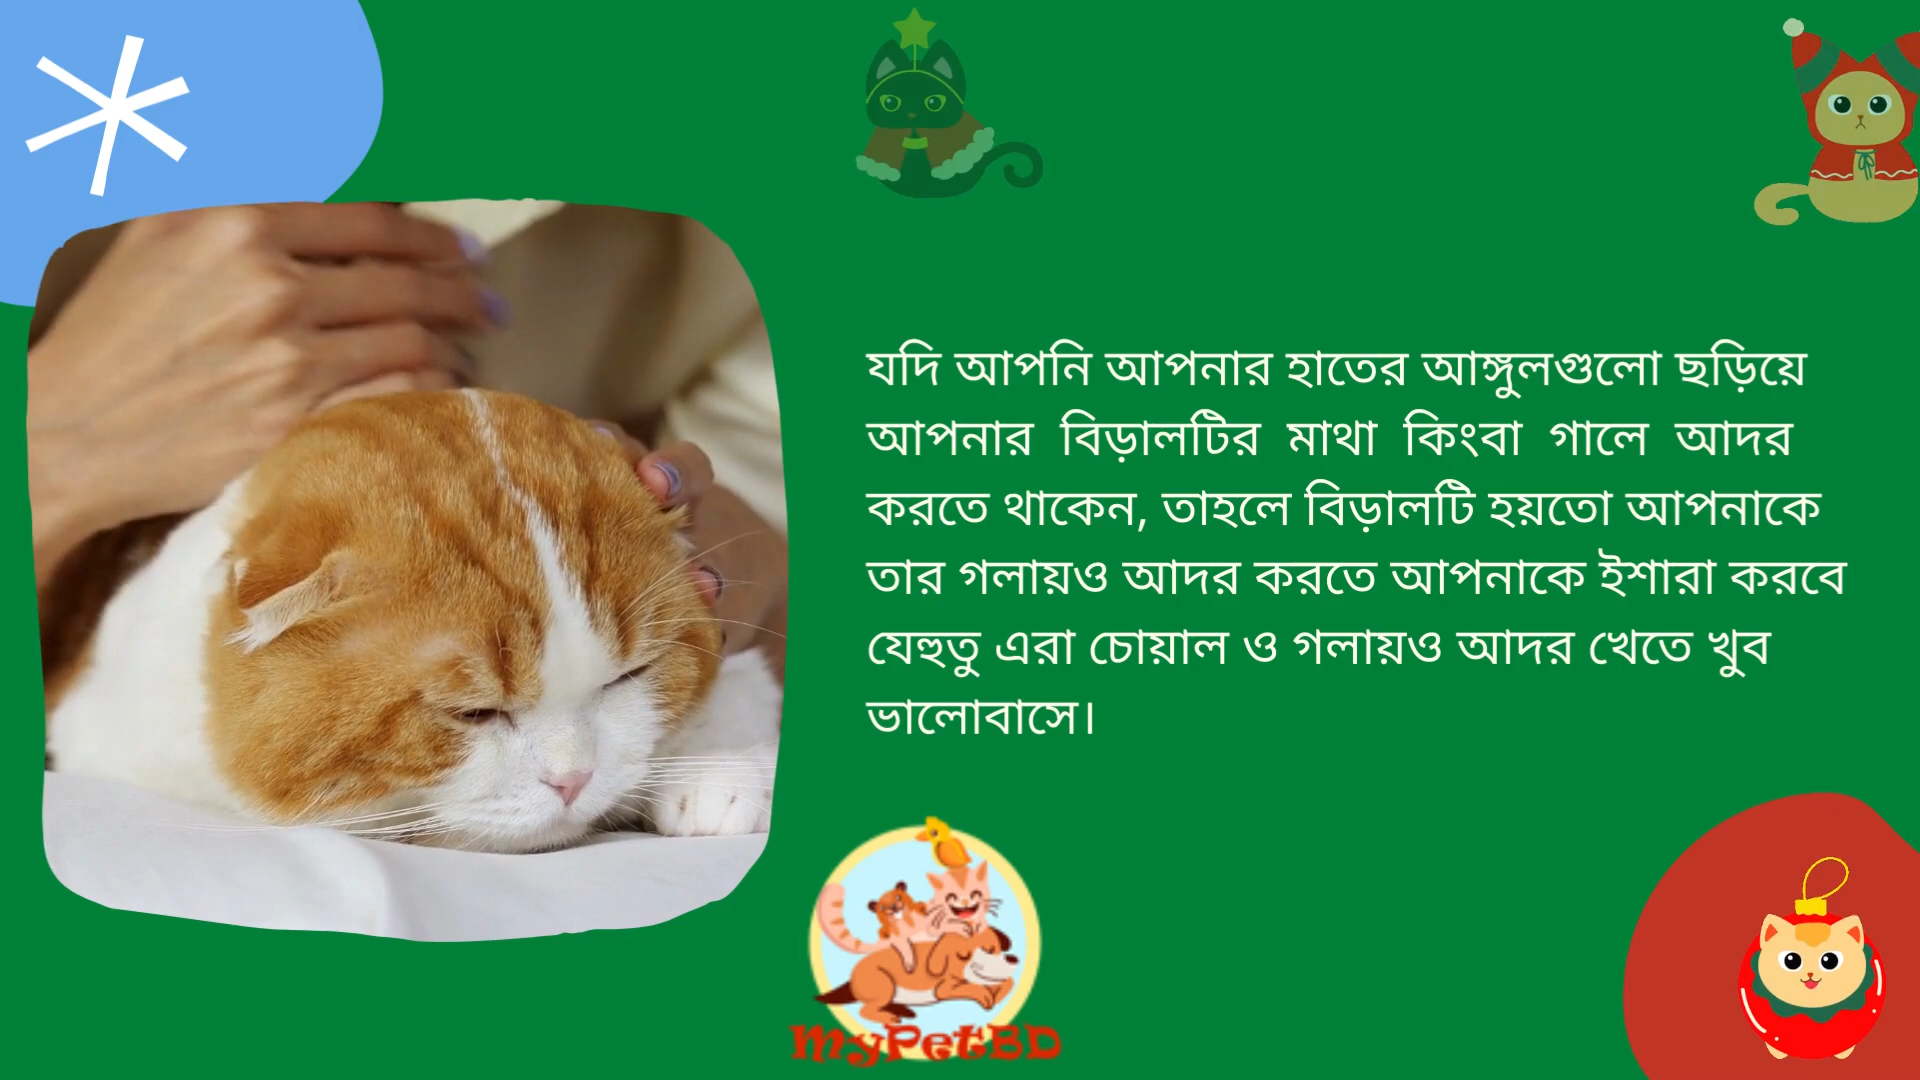 যদি আপনি আপনার হাতের আঙ্গুলগুলো ছড়িয়ে
আপনার বিড়ালটির মাথা কিংবা গালে আদর
করতে থাকেন, তাহলে বিড়ালটি হয়তো আপনাকে
তার গলায়ও আদর করতে আপনাকে ইশারা করবে
যেহুতু এরা চোয়াল ও গলায়ও আদর খেতে খুব
ভালোবাসে।
MyPetBD